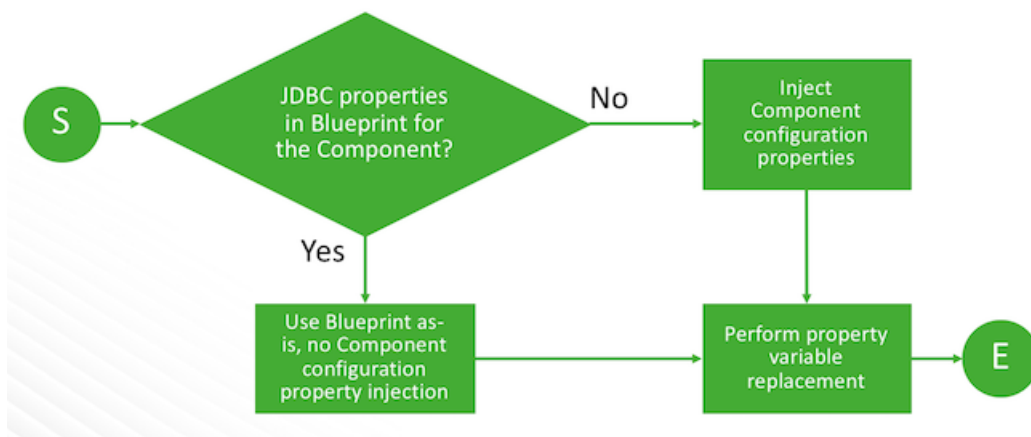 S
JDBC properties
in Blueprint for
the Component?
No
Inject
Component
configuration
properties
Yes
Use Blueprint as-
is, no Component
configuration
property injection
Perform property
variable
replacement
E